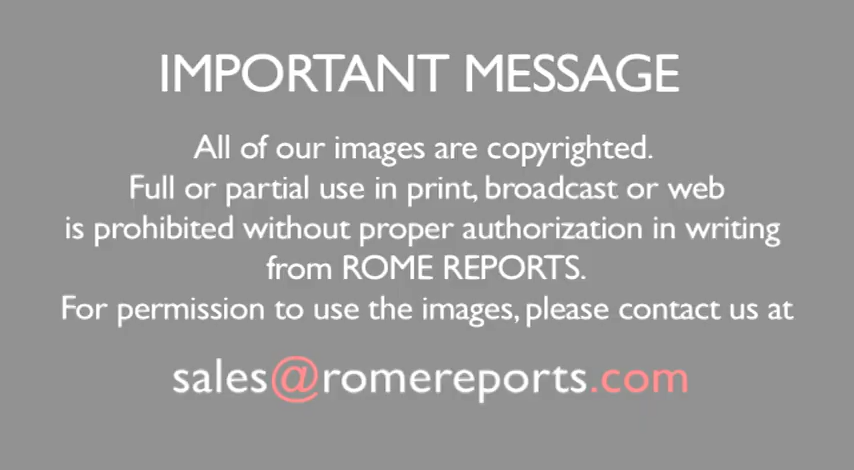 IMPORTANT MESSAGE
All of our images are copyrighted.
Full or partial use in print, broadcast or web
is prohibited without proper authorization in writing
from ROME REPORTS.
For permission to use the images, please contact us at
sales@romereports.com